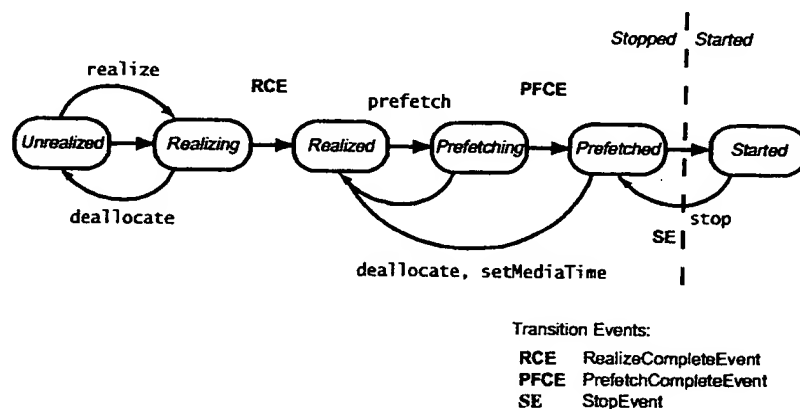 Stopped Started
realize
RCE
PFCE
prefetch
Unrealized Realizing Realized Prefetching Prefetched Started
deallocate
stop
SE
deallocate, setMediaTime
Transition Events:
RCE RealizeCompleteEvent
PFCE PrefetchCompleteEvent
SE StopEvent